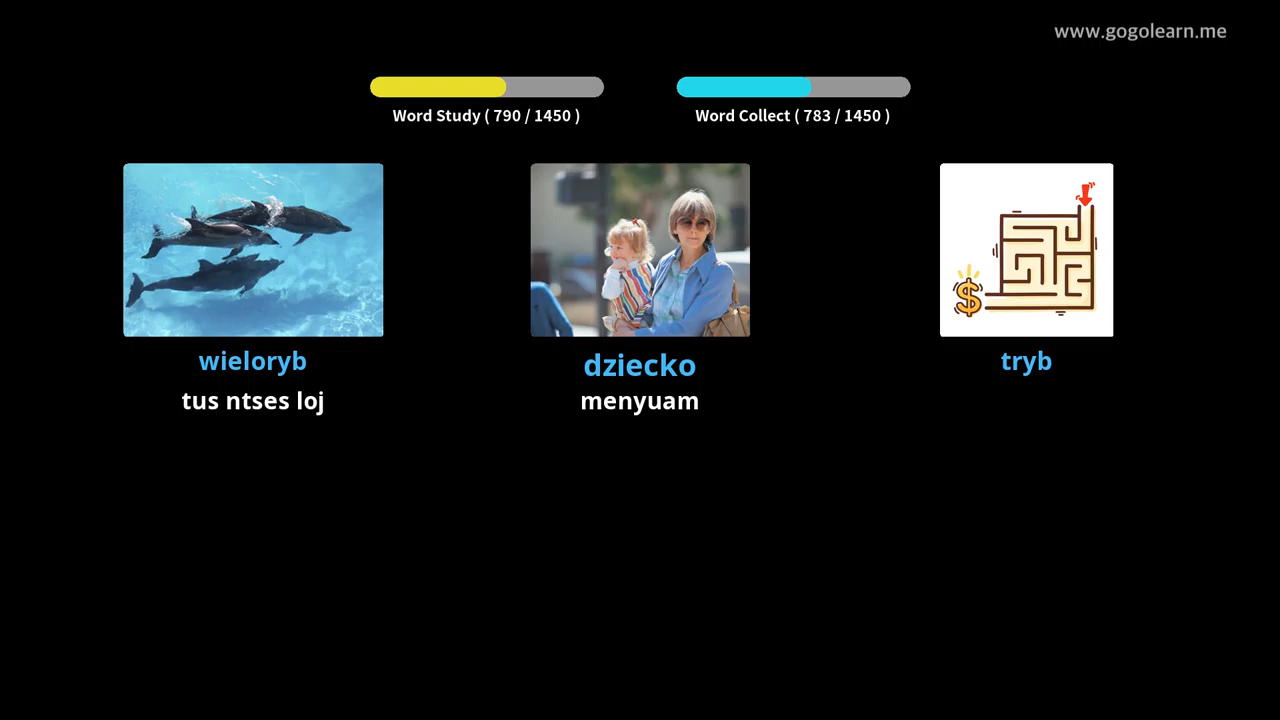 www.gogolearn.me
Word Study ( 790 / 1450 )
Word Collect ( 783 / 1450 )
wieloryb
dziecko
tryb
tus ntses loj
menyuam
$